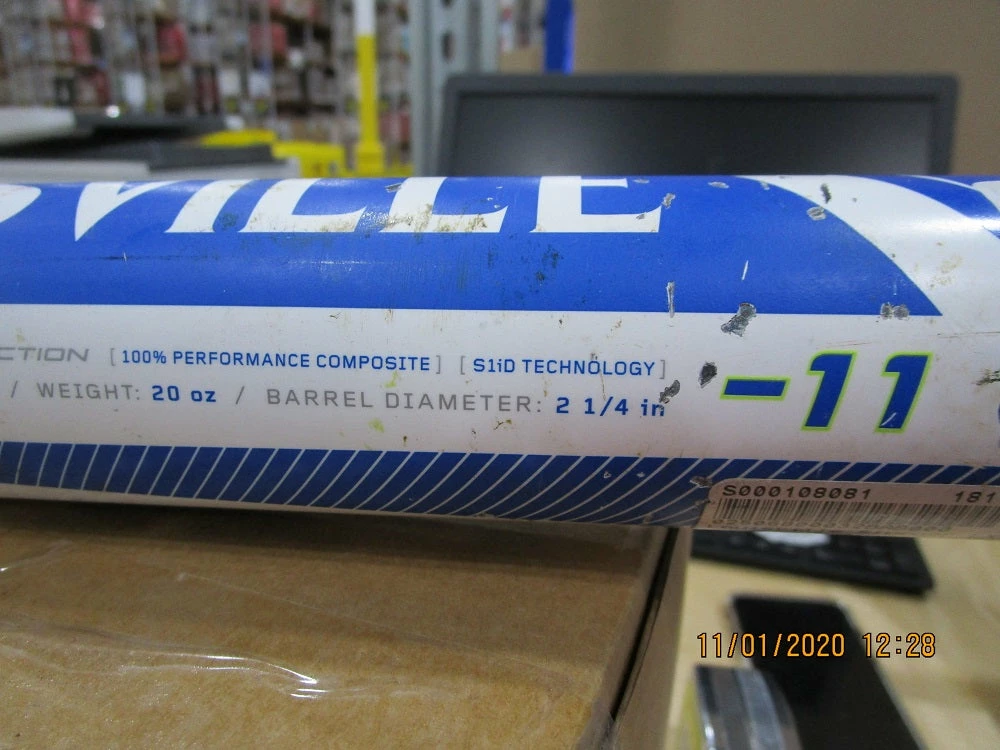 VILLE
CTION [100% PERFORMANCE COMPOSITE] [S1iD TECHNOLOGY]
/ WEIGHT: 20 oz / BARREL DIAMETER: 2 1/4 in
-11
S000108081 181
11/01/2020 12:28